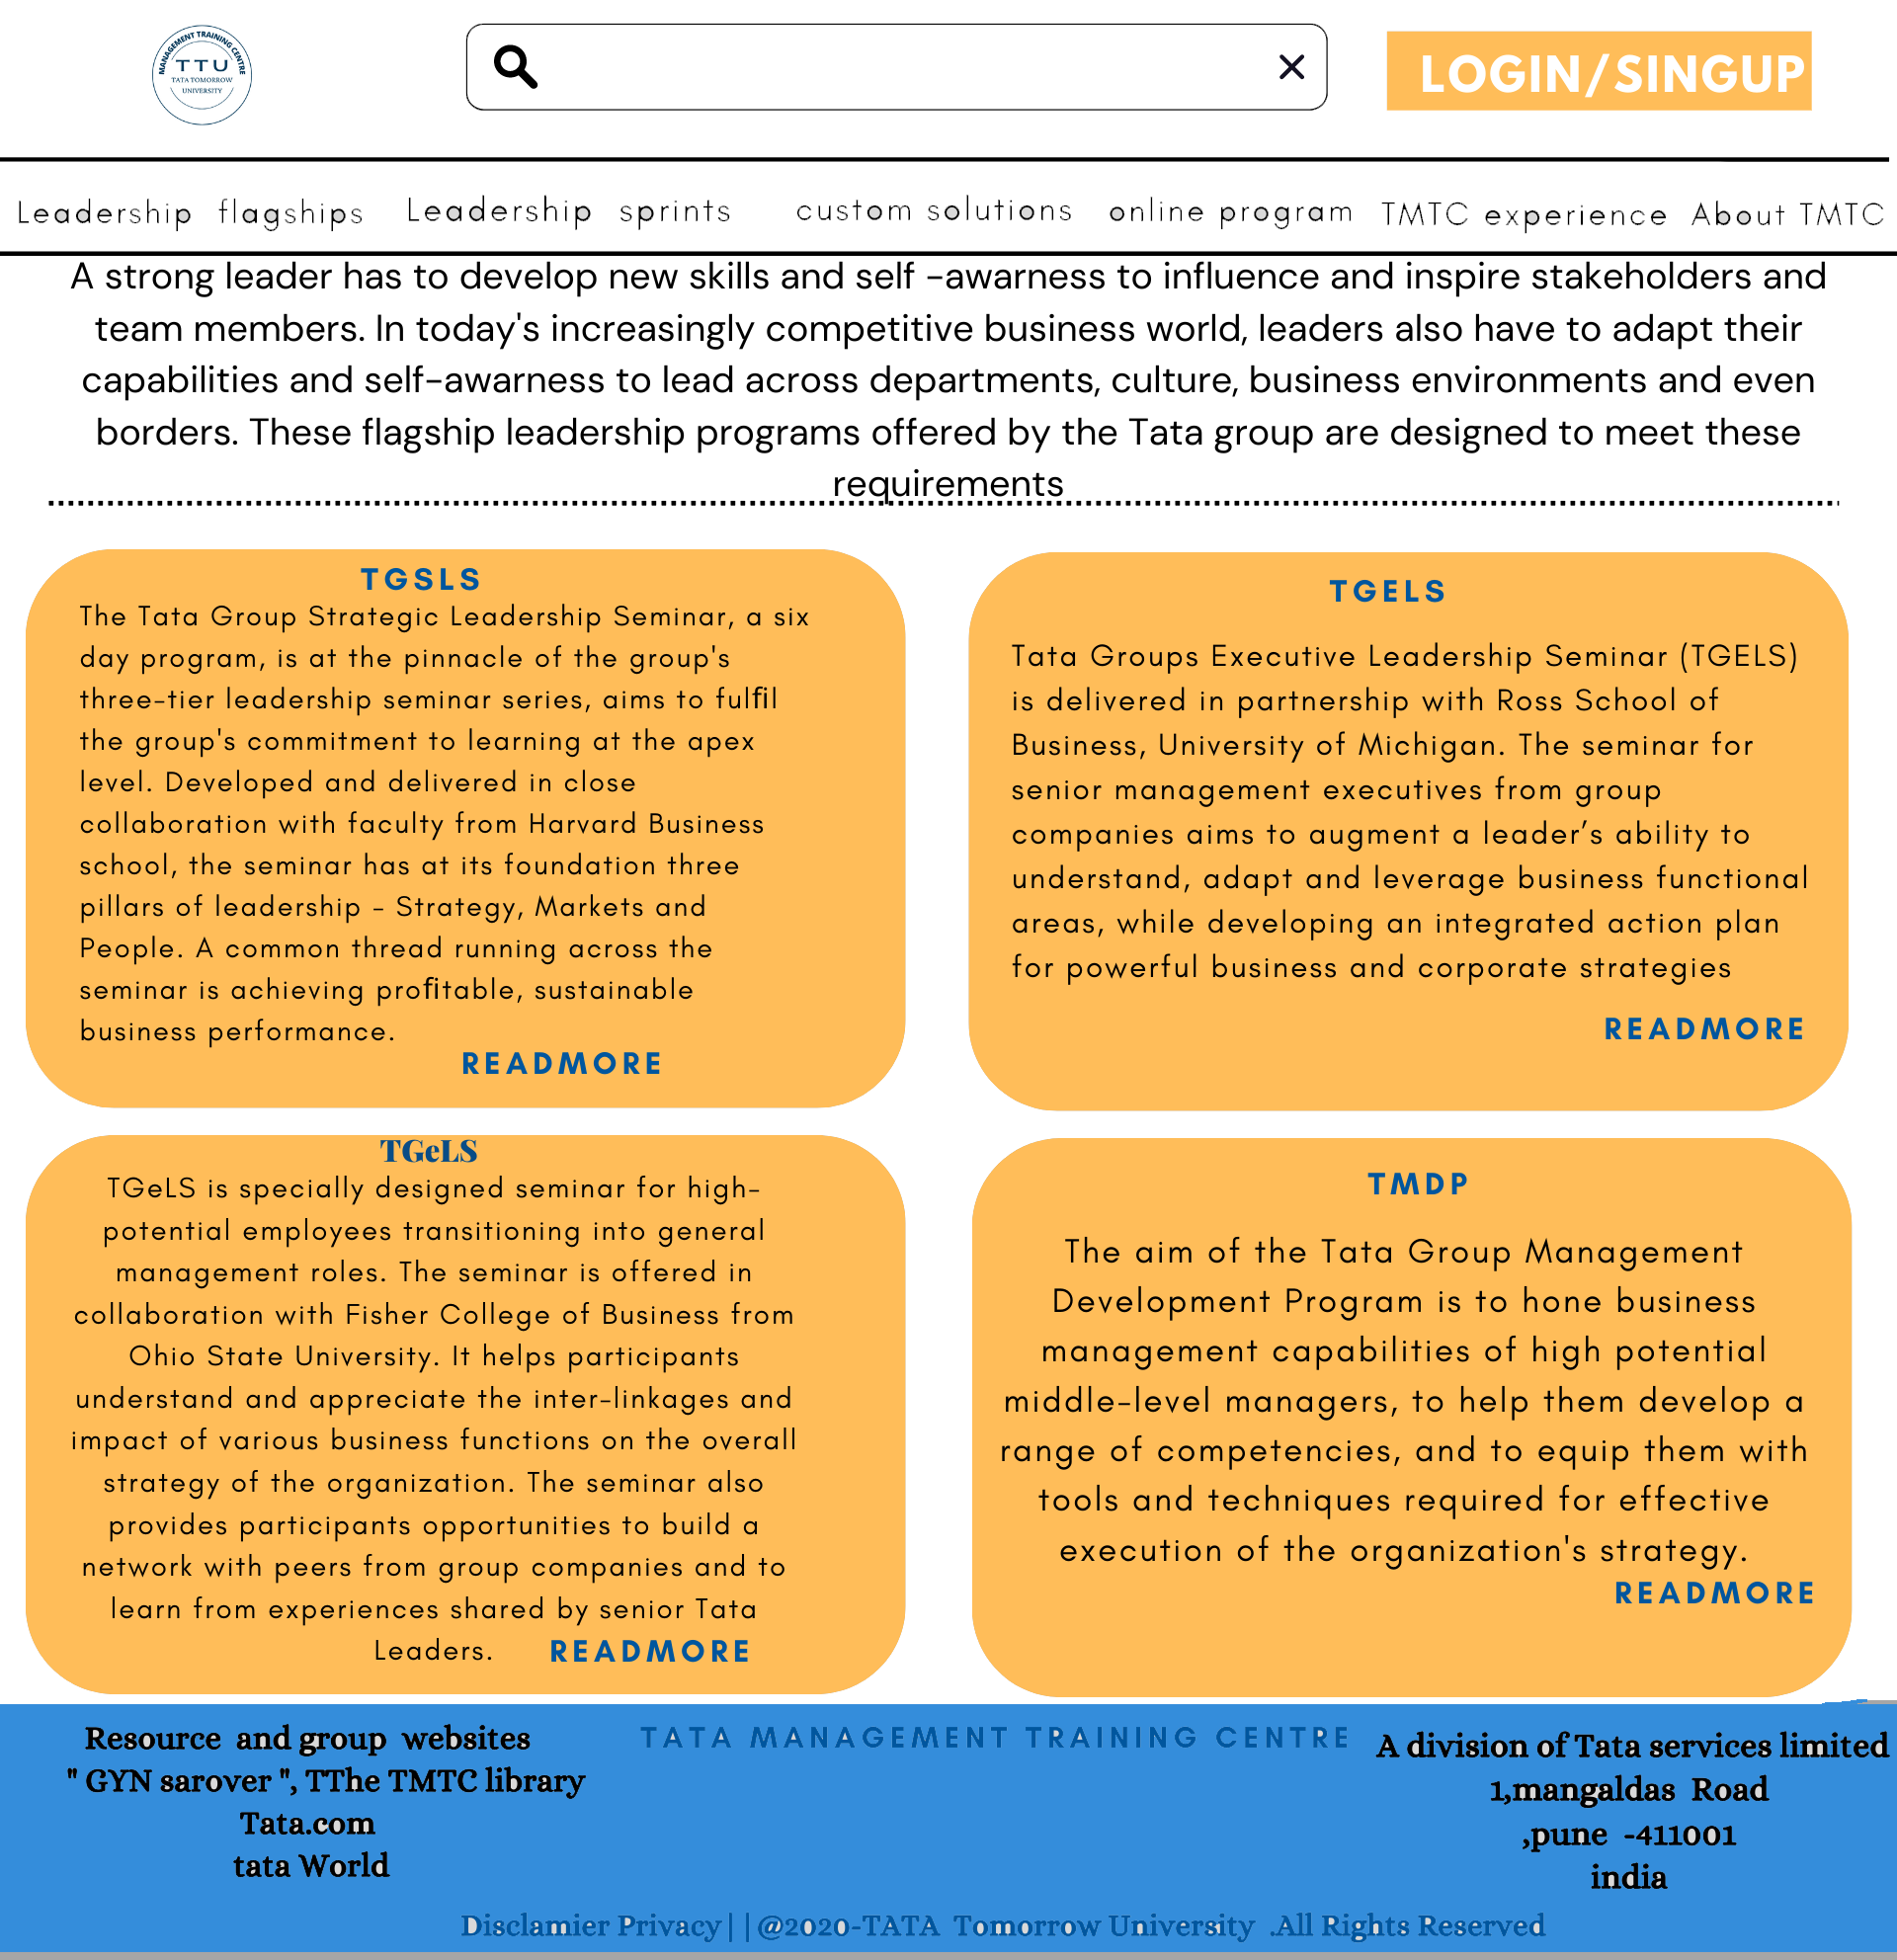 MANAGEMENT TRAINING CENTRE
TTU
TATA TOMORROW
UNIVERSITY
LOGIN/SINGUP
Leadership flagships Leadership sprints custom solutions online program TMTC experience About TMTC
A strong leader has to develop new skills and self -awarness to influence and inspire stakeholders and
team members. In today's increasingly competitive business world, leaders also have to adapt their
capabilities and self-awarness to lead across departments, culture, business environments and even
borders. These flagship leadership programs offered by the Tata group are designed to meet these
requirements
TGSLS
The Tata Group Strategic Leadership Seminar, a six
day program, is at the pinnacle of the group's
three-tier leadership seminar series, aims to fulfil
the group's commitment to learning at the apex
level. Developed and delivered in close
collaboration with faculty from Harvard Business
school, the seminar has at its foundation three
pillars of leadership - Strategy, Markets and
People. A common thread running across the
seminar is achieving profitable, sustainable
business performance.
READMORE
TGELS
Tata Groups Executive Leadership Seminar (TGELS)
is delivered in partnership with Ross School of
Business, University of Michigan. The seminar for
senior management executives from group
companies aims to augment a leader’s ability to
understand, adapt and leverage business functional
areas, while developing an integrated action plan
for powerful business and corporate strategies
READMORE
TGeLS
TGeLS is specially designed seminar for high-
potential employees transitioning into general
management roles. The seminar is offered in
collaboration with Fisher College of Business from
Ohio State University. It helps participants
understand and appreciate the inter-linkages and
impact of various business functions on the overall
strategy of the organization. The seminar also
provides participants opportunities to build a
network with peers from group companies and to
learn from experiences shared by senior Tata
Leaders. READMORE
TMDP
The aim of the Tata Group Management
Development Program is to hone business
management capabilities of high potential
middle-level managers, to help them develop a
range of competencies, and to equip them with
tools and techniques required for effective
execution of the organization's strategy.
READMORE
Resource and group websites
" GYN sarover ", TThe TMTC library
Tata.com
tata World
TATA MANAGEMENT TRAINING CENTRE
A division of Tata services limited
1,mangaldas Road
,pune -411001
india
Disclamier Privacy||@2020-TATA Tomorrow University .All Rights Reserved